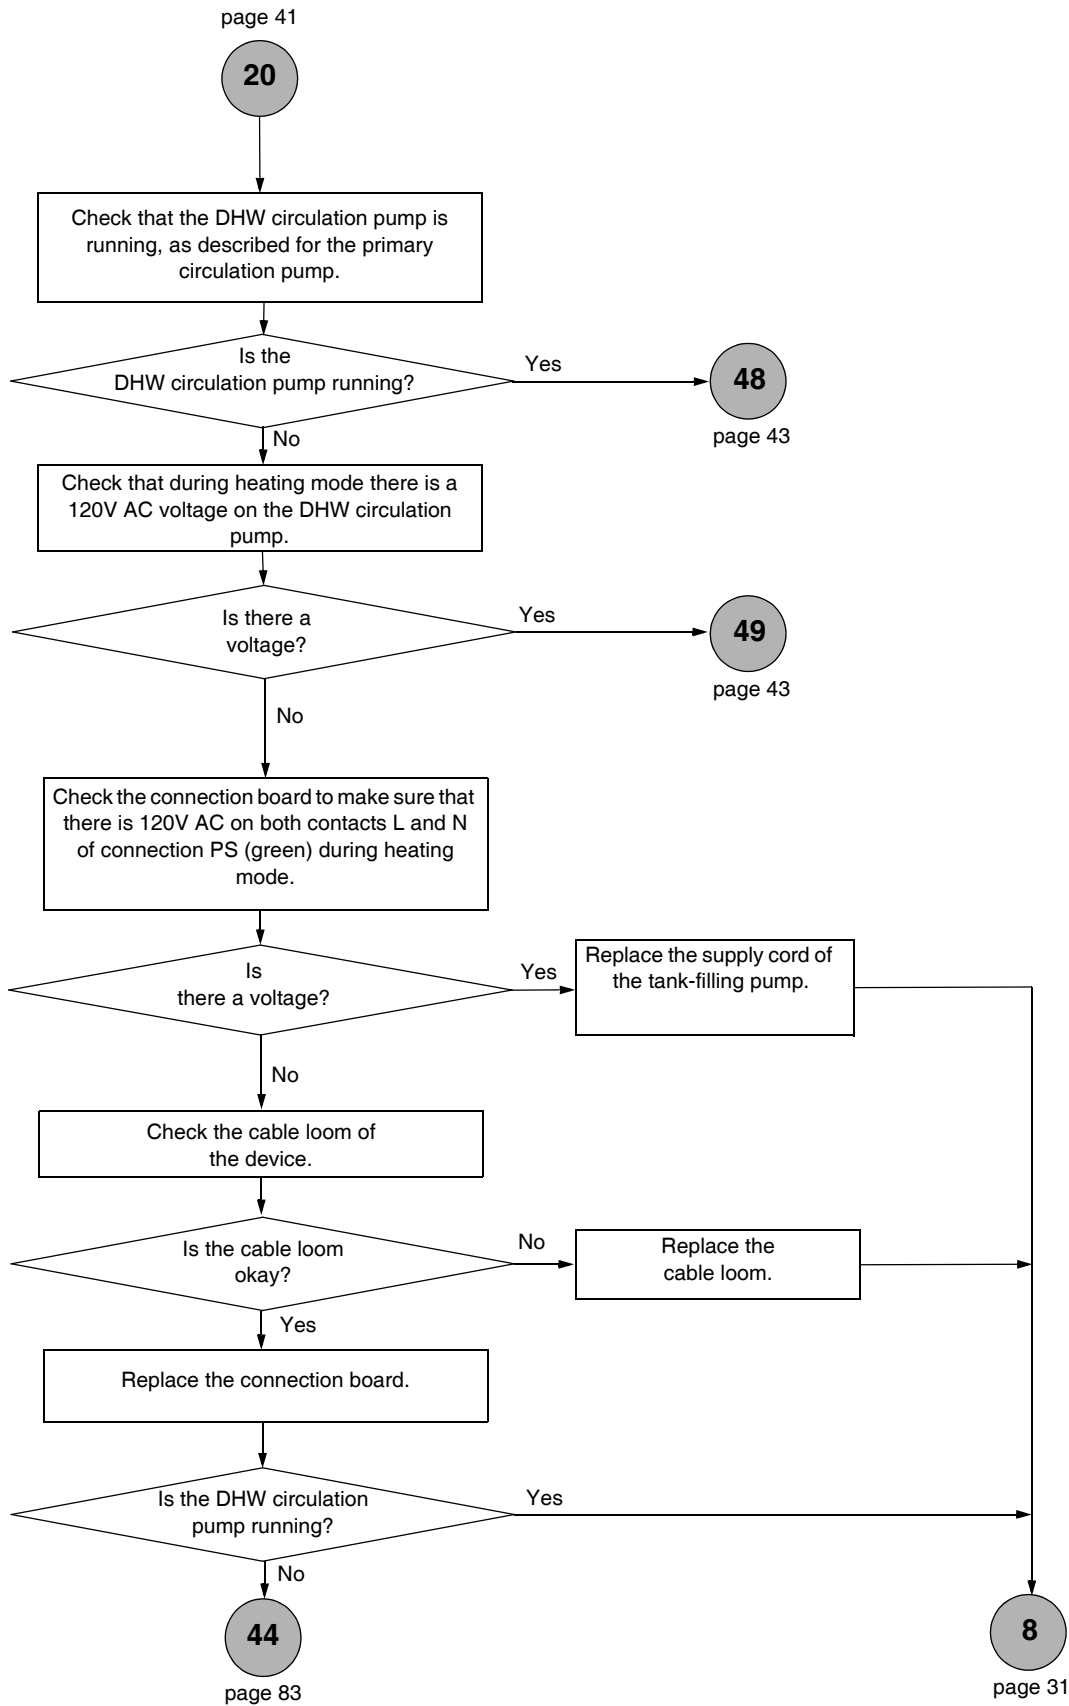 page 41
20
Check that the DHW circulation pump is
running, as described for the primary
circulation pump.
Is the
DHW circulation pump running?
Yes
48
page 43
No
Check that during heating mode there is a
120V AC voltage on the DHW circulation
pump.
Is there a
voltage?
Yes
49
page 43
No
Check the connection board to make sure that
there is 120V AC on both contacts L and N
of connection PS (green) during heating
mode.
Is
there a voltage?
Yes
Replace the supply cord of
the tank-filling pump.
No
Check the cable loom of
the device.
Is the cable loom
okay?
No
Replace the
cable loom.
Yes
Replace the connection board.
Is the DHW circulation
pump running?
Yes
No
44
page 83
8
page 31